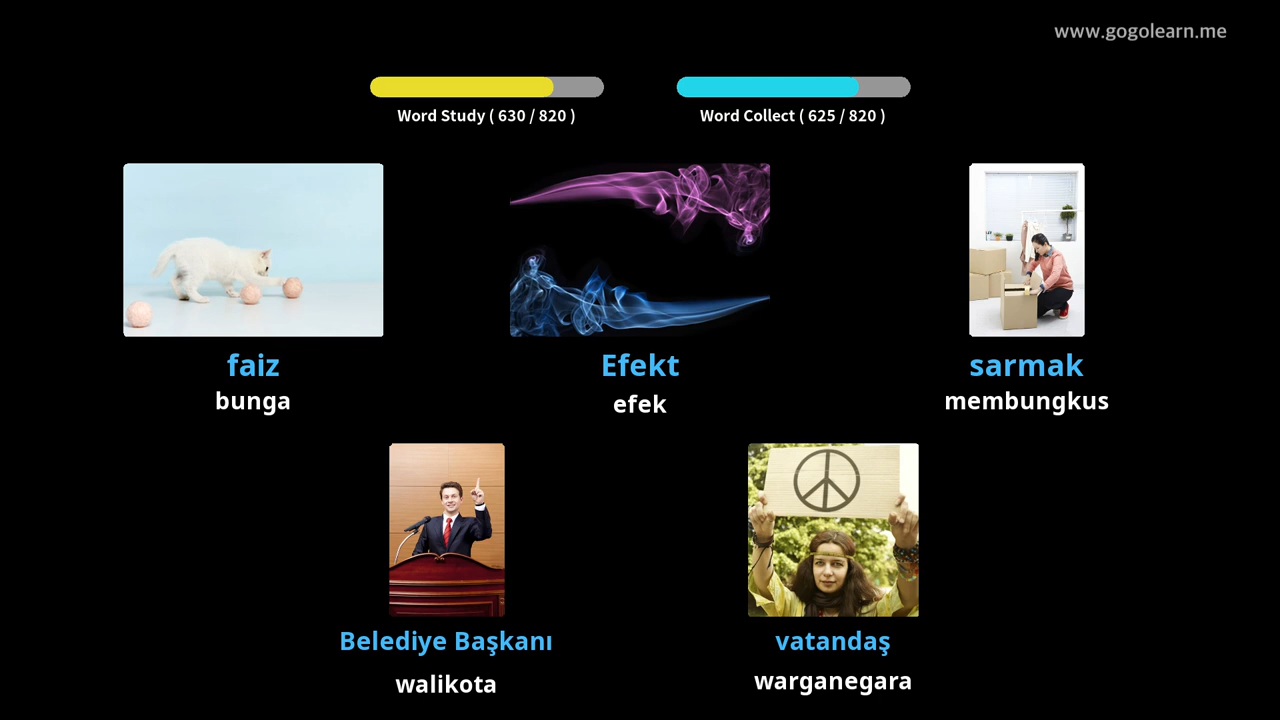 www.gogolearn.me
Word Study ( 630 / 820 )
Word Collect ( 625 / 820 )
faiz
bunga
Efekt
efek
sarmak
membungkus
Belediye Başkanı
walikota
vatandaş
warganegara